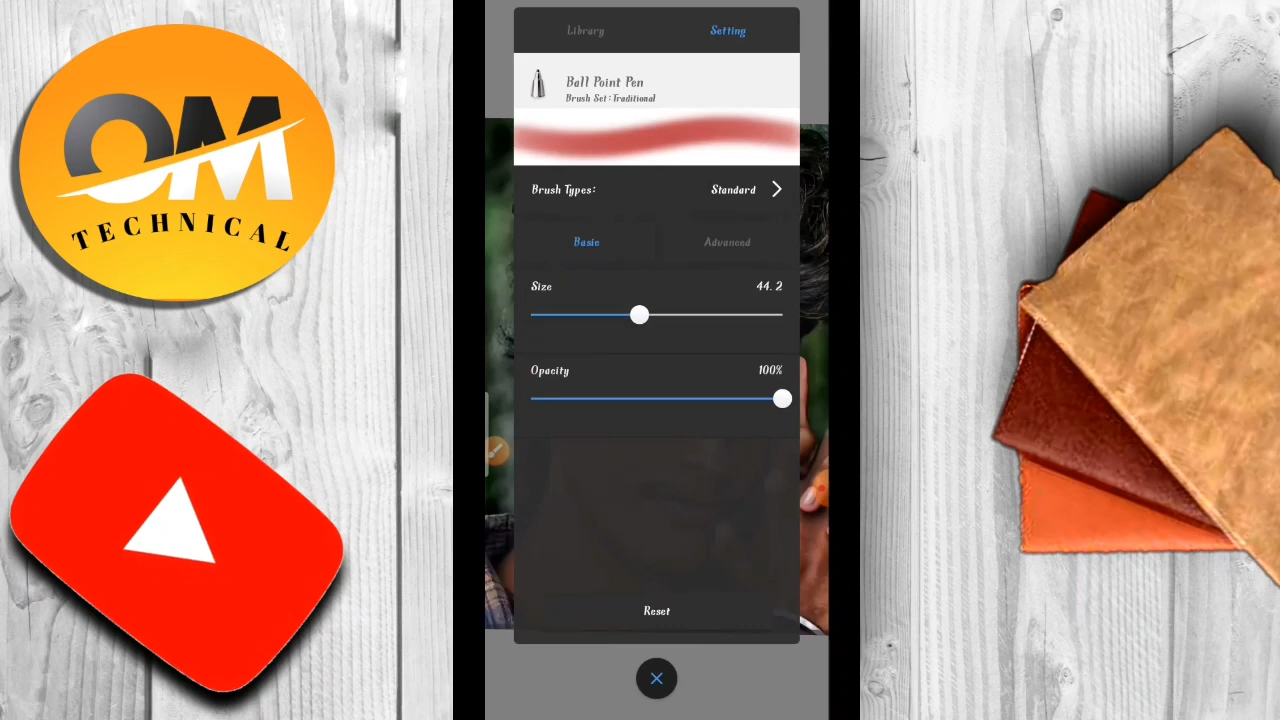 OM
TECHNICAL
Library
Setting
Ball Point Pen
Brush Set:Traditional
Brush Types:
Standard
Basic
Advanced
Size
44.2
Opacity
100%
Reset